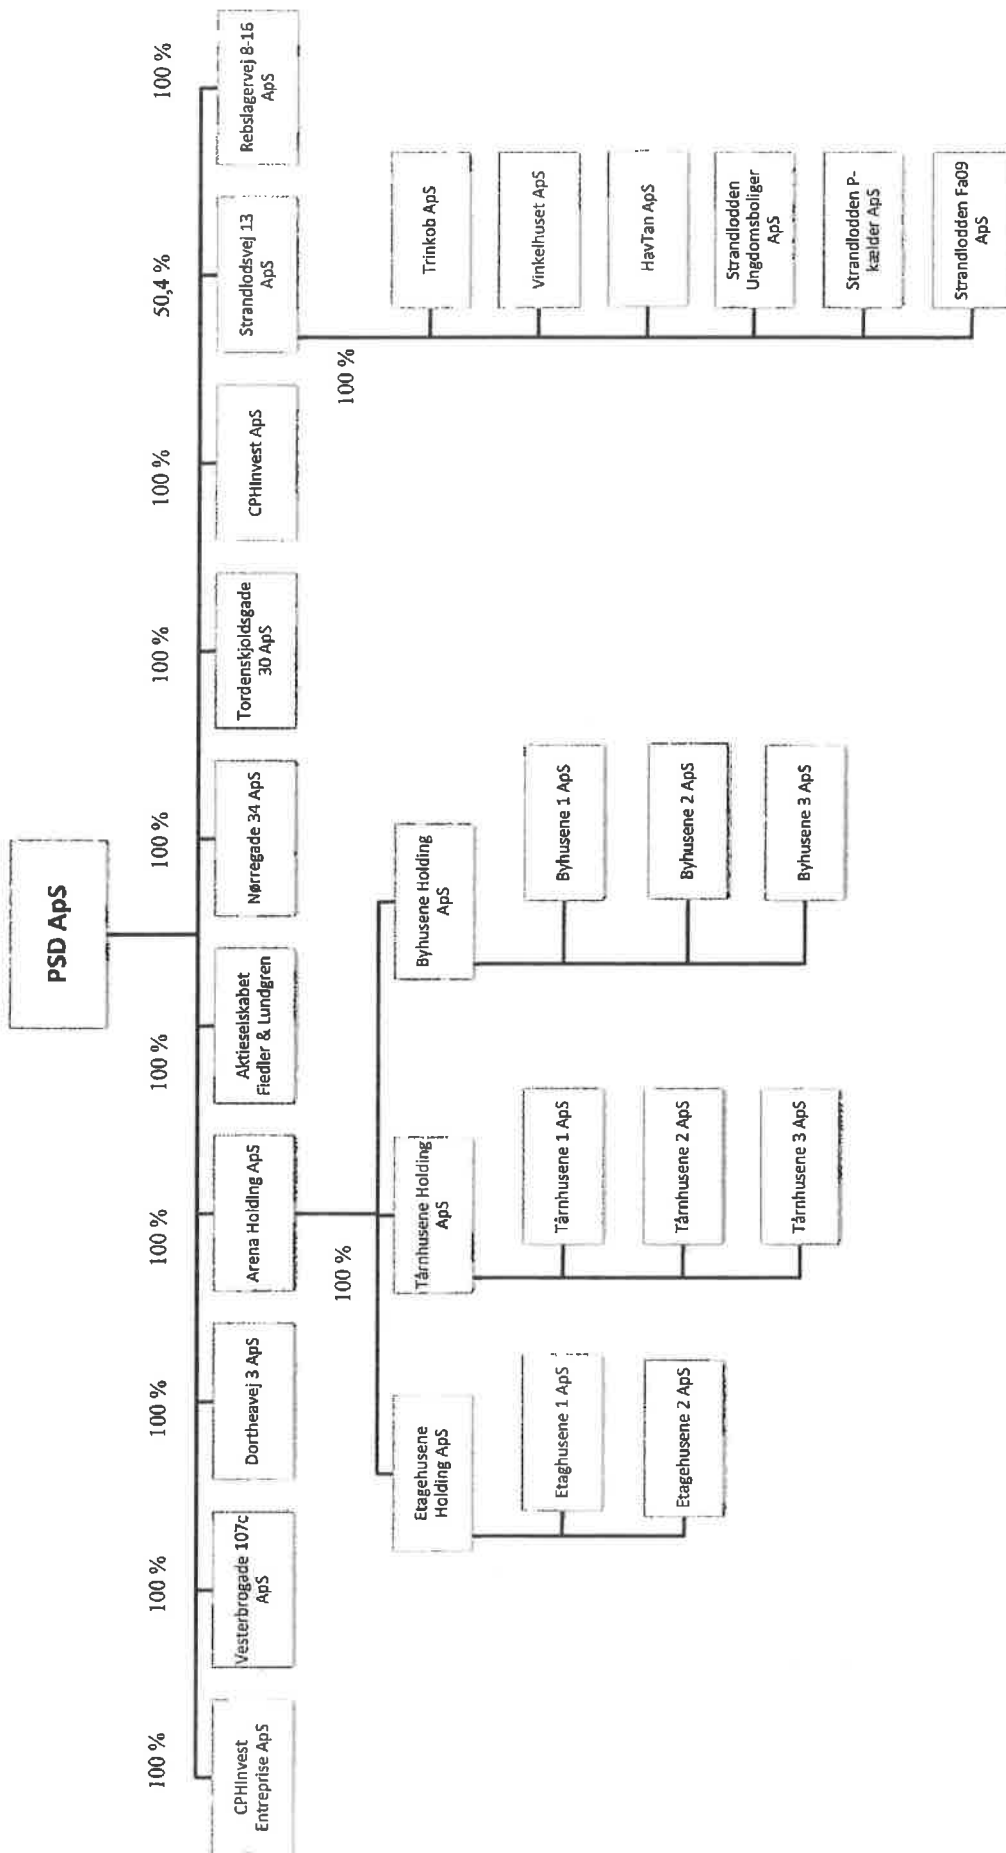 PSD ApS
100 %
100 %
100 %
100 %
100 %
100 %
100 %
100 %
50,4 %
100 %
CPHInvest
Entreprise ApS
Vesterbrogade 107c
ApS
Dortheavej 3 ApS
Arena Holding ApS
Aktieselskabet
Fiedler & Lundgren
Nørregade 34 ApS
Tordenskjoldsgade
30 ApS
CPHInvest ApS
Strandlodsvej 13
ApS
Rebslagervej 8-16
ApS
100 %
100 %
Etagehusene
Holding ApS
Tårnhusene Holding
ApS
Byhusene Holding
ApS
Etaghusene 1 ApS
Etagehusene 2 ApS
Tårnhusene 1 ApS
Tårnhusene 2 ApS
Tårnhusene 3 ApS
Byhusene 1 ApS
Byhusene 2 ApS
Byhusene 3 ApS
Trinkob ApS
Vinkelhuset ApS
HavTan ApS
Strandlodden
Ungdomsboliger
ApS
Strandlodden P-
kælder ApS
Strandlodden Fa09
ApS